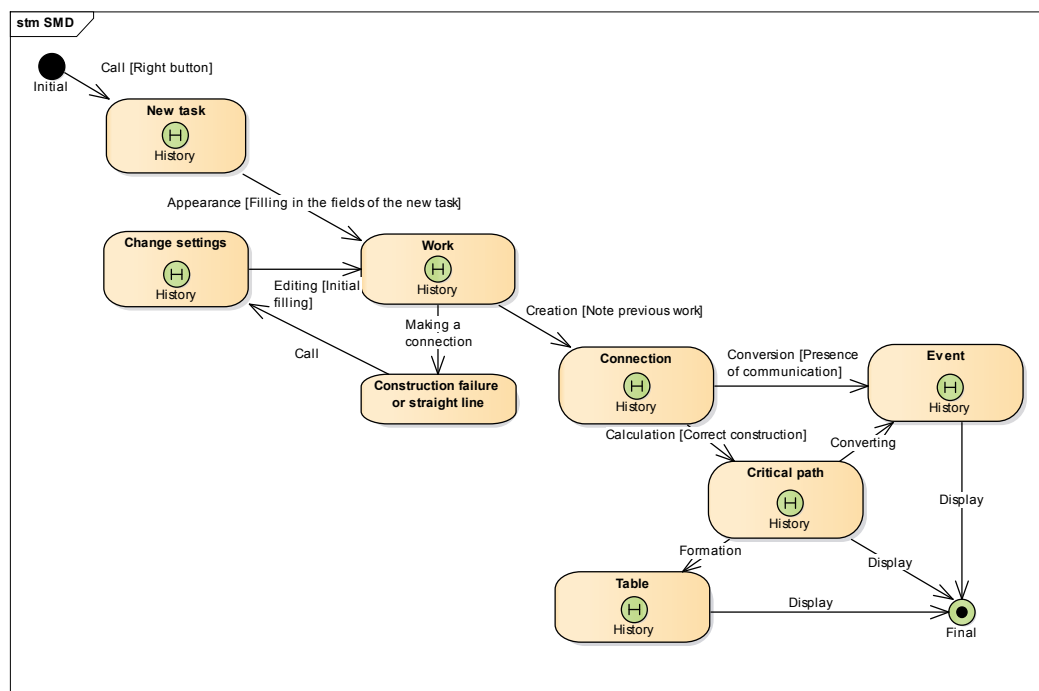 stm SMD
Initial
Call [Right button]
New task
H
History
Appearance [Filling in the fields of the new task]
Change settings
H
History
Editing [Initial
filling]
Work
H
History
Making a
connection
Call
Construction failure
or straight line
Creation [Note previous work]
Connection
H
History
Conversion [Presence
of communication]
Event
H
History
Calculation [Correct construction]
Converting
Critical path
H
History
Display
Formation
Display
Table
H
History
Display
Final